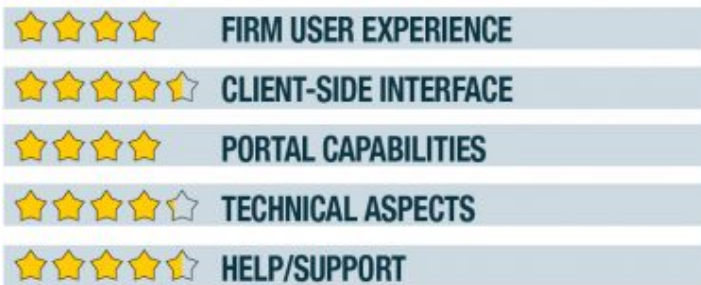 FIRM USER EXPERIENCE
CLIENT-SIDE INTERFACE
PORTAL CAPABILITIES
TECHNICAL ASPECTS
HELP/SUPPORT